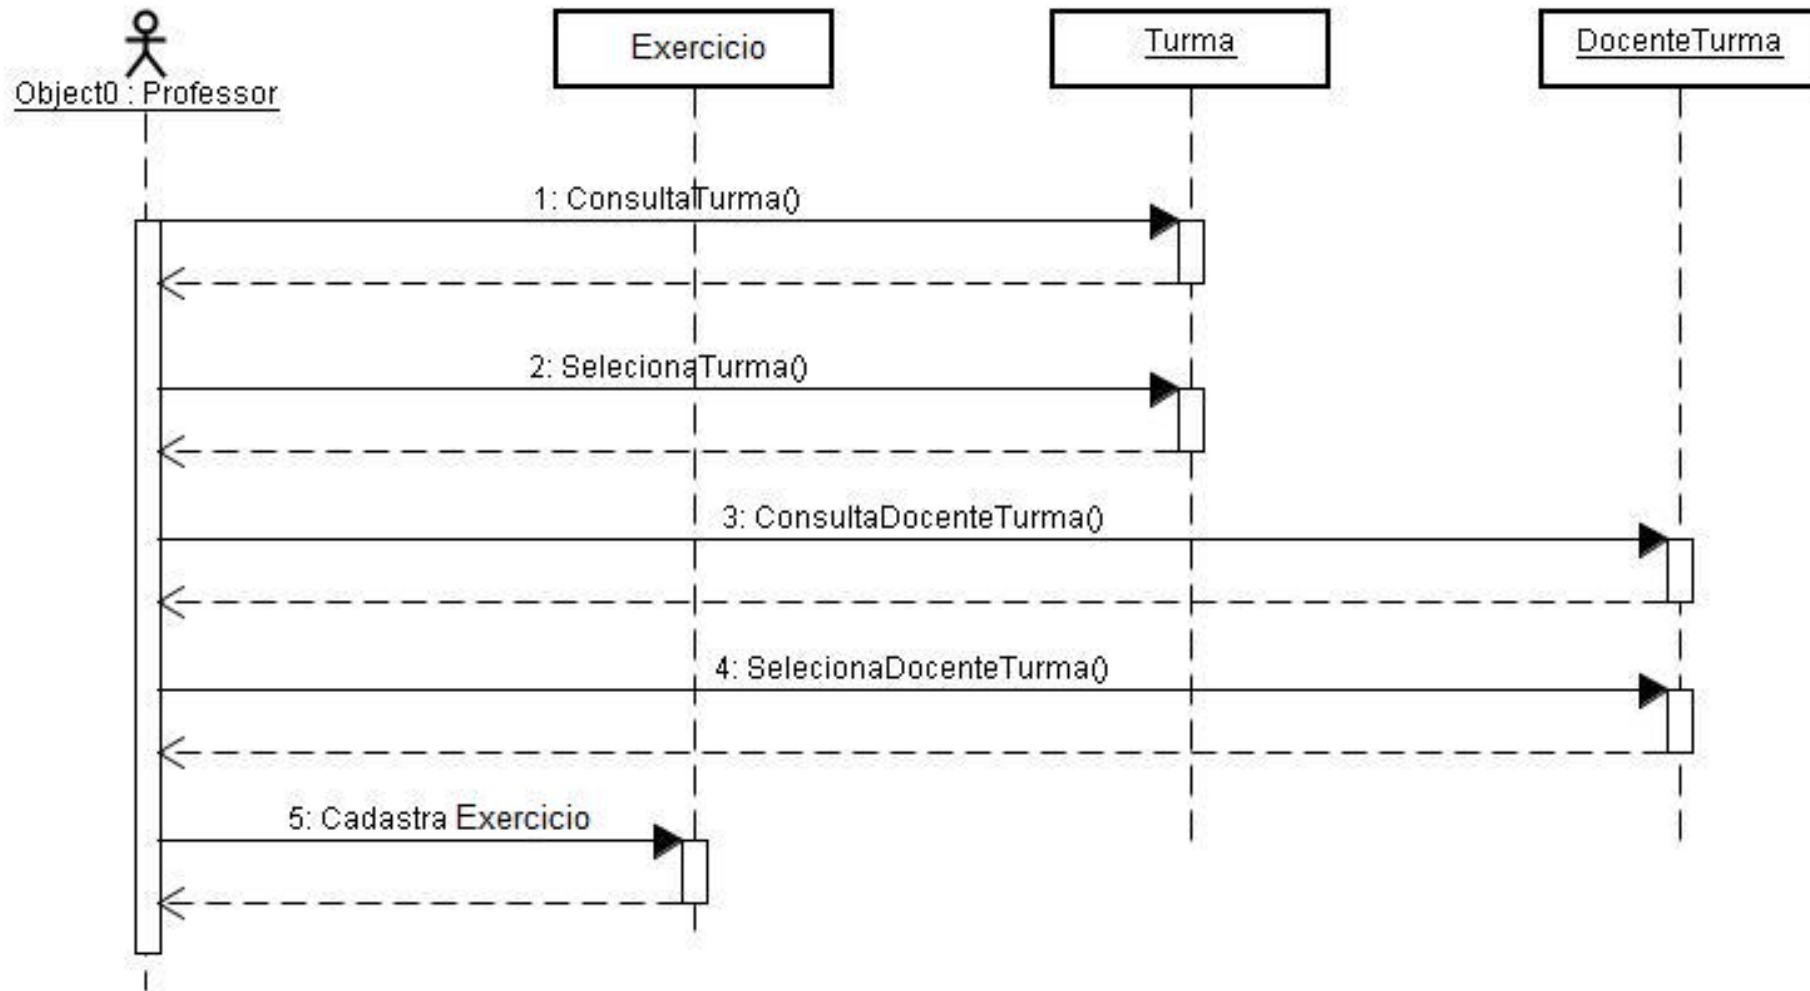 Object0 : Professor
Exercicio
Turma
DocenteTurma
1: ConsultaTurma()
2: SelecionaTurma()
3: ConsultaDocenteTurma()
4: SelecionaDocenteTurma()
5: Cadastra Exercicio